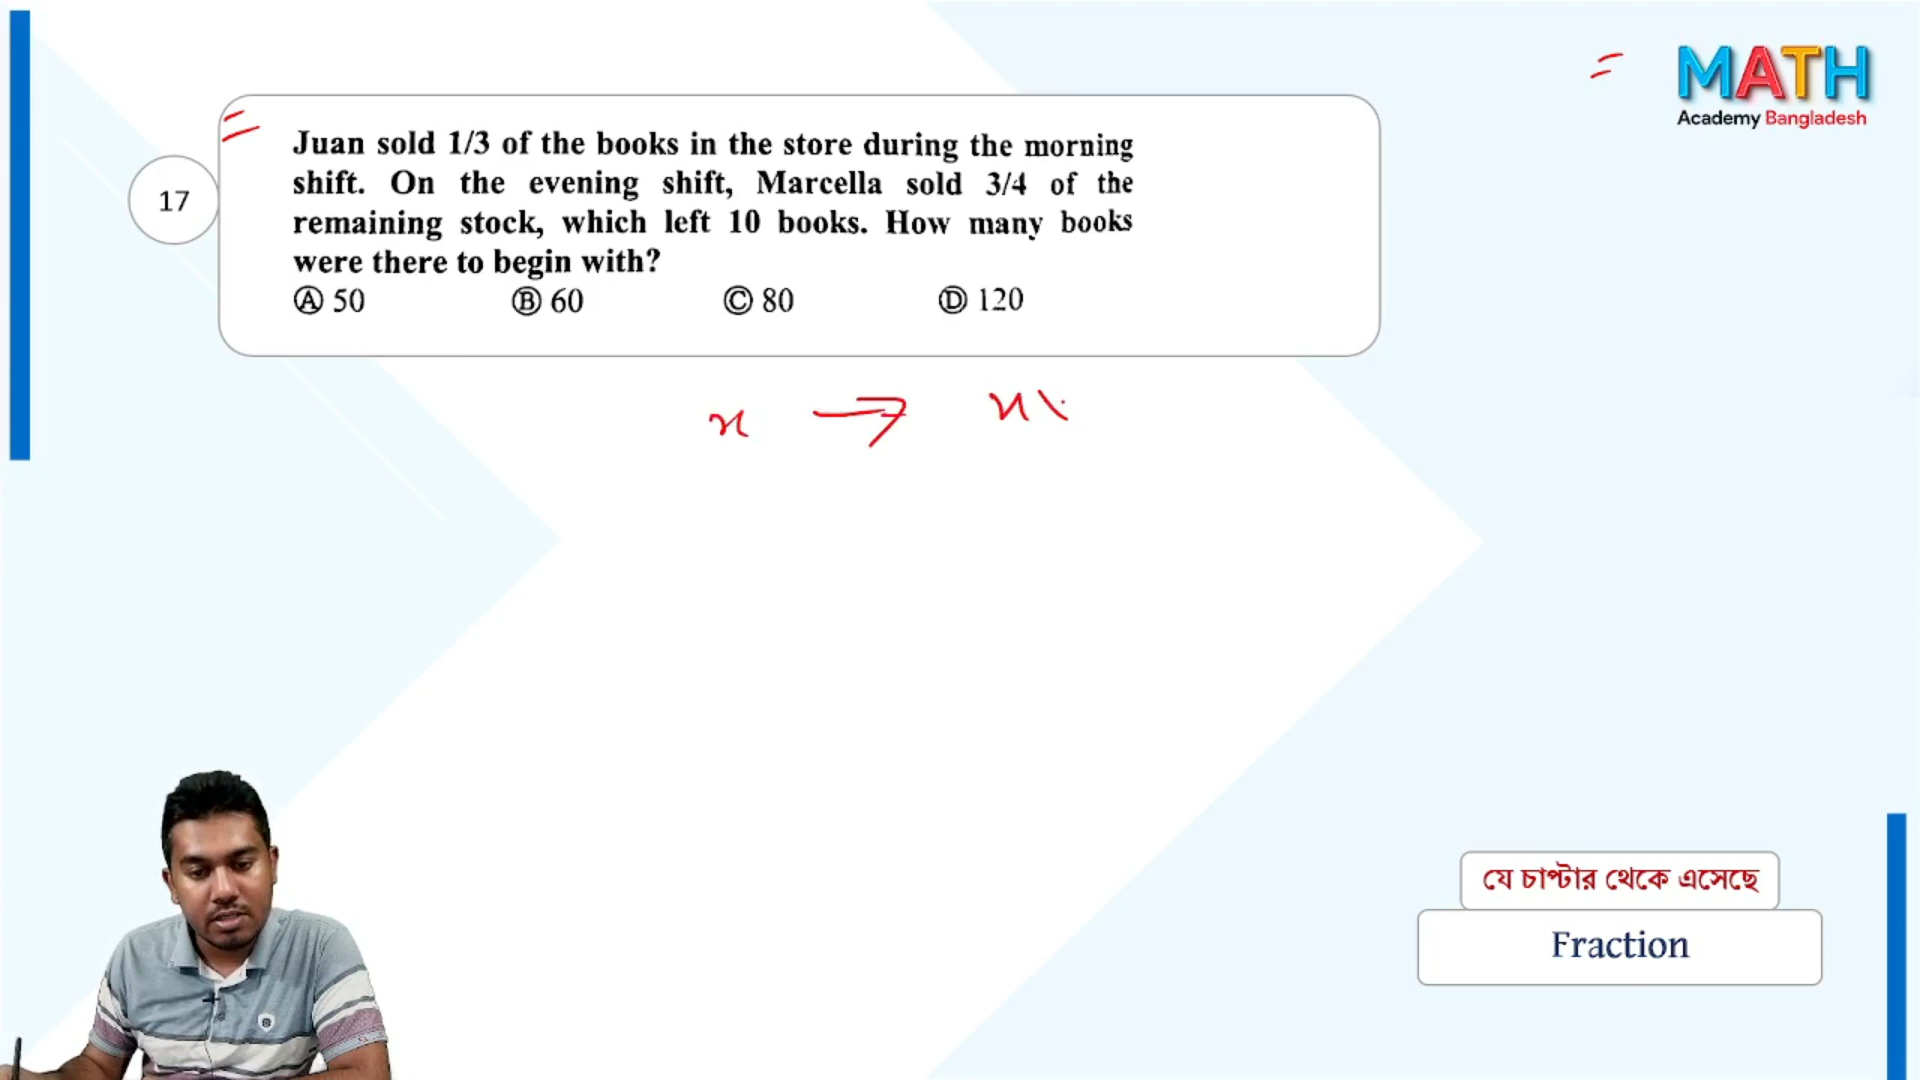 MATH
Academy Bangladesh
17
Juan sold 1/3 of the books in the store during the morning
shift. On the evening shift, Marcella sold 3/4 of the
remaining stock, which left 10 books. How many books
were there to begin with?
Ⓐ 50 Ⓑ 60 Ⓒ 80 Ⓓ 120
x → x
যে চাপ্টার থেকে এসেছে
Fraction